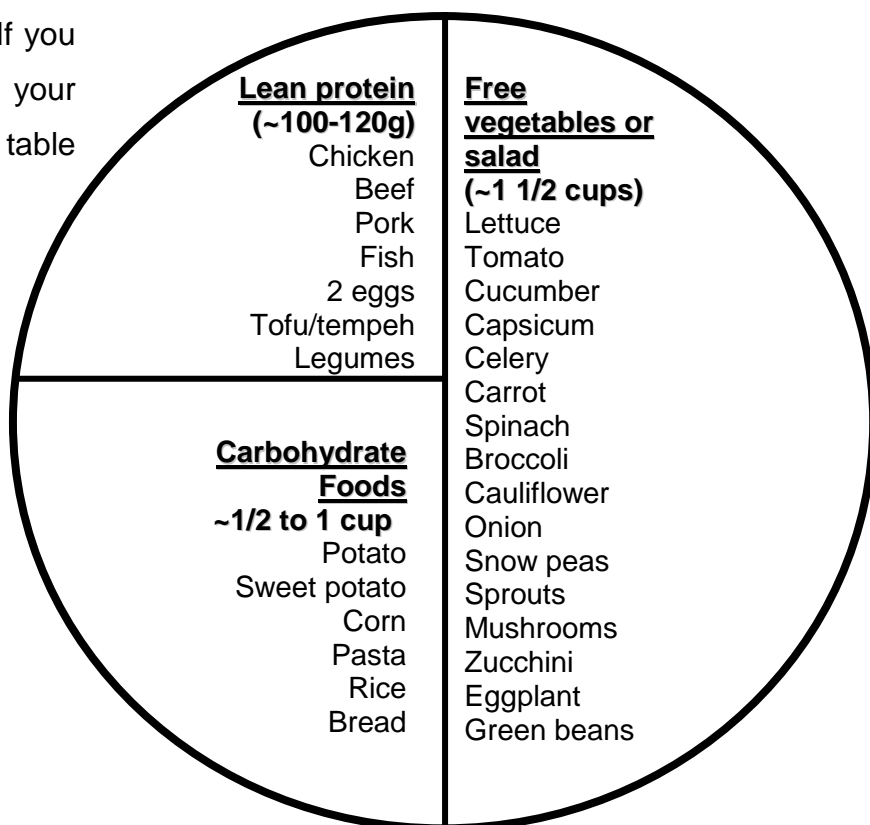 If you
your
table
Lean protein
(~100-120g)
Chicken
Beef
Pork
Fish
2 eggs
Tofu/tempeh
Legumes
Carbohydrate
Foods
~1/2 to 1 cup
Potato
Sweet potato
Corn
Pasta
Rice
Bread
Free
vegetables or
salad
(~1 1/2 cups)
Lettuce
Tomato
Cucumber
Capsicum
Celery
Carrot
Spinach
Broccoli
Cauliflower
Onion
Snow peas
Sprouts
Mushrooms
Zucchini
Eggplant
Green beans